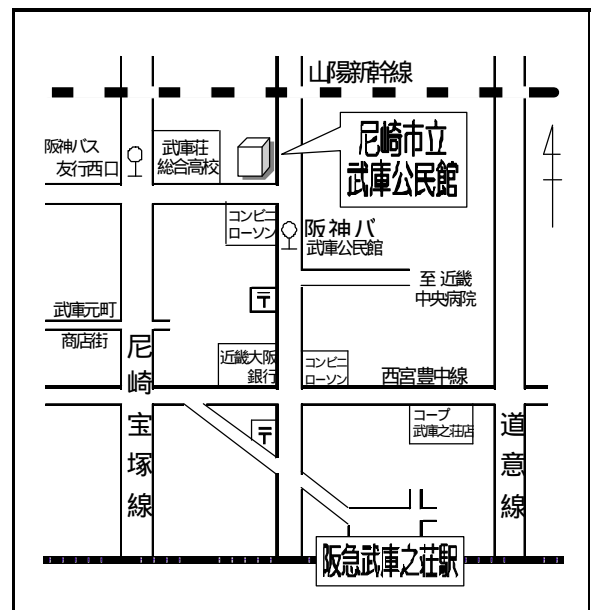 山陽新幹線
阪神バス
友行西口
武庫荘
総合高校
尼崎市立
武庫公民館
コンビニ
ローソン
阪神バ
武庫公民館
至 近畿
中央病院
〒
武庫元町
商店街
近畿大阪
銀行
コンビニ
ローソン
西宮豊中線
尼崎宝塚線
〒
コープ
武庫之荘店
道意線
阪急武庫之荘駅